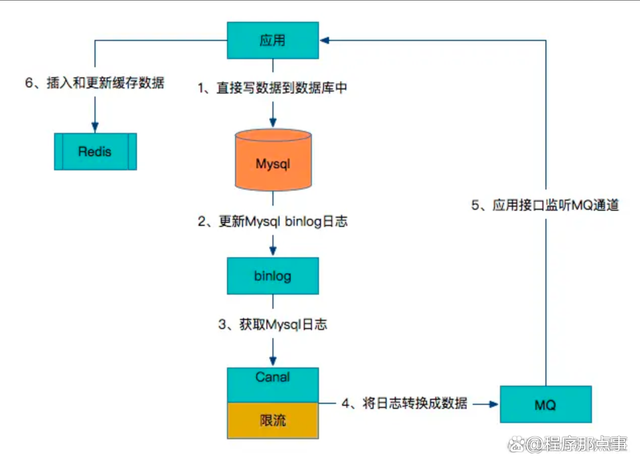 应用
6、插入和更新缓存数据
1、直接写数据到数据库中
Redis
Mysql
5、应用接口监听MQ通道
2、更新Mysql binlog日志
binlog
3、获取Mysql日志
Canal
4、将日志转换成数据
MQ
限流
@程序那点事